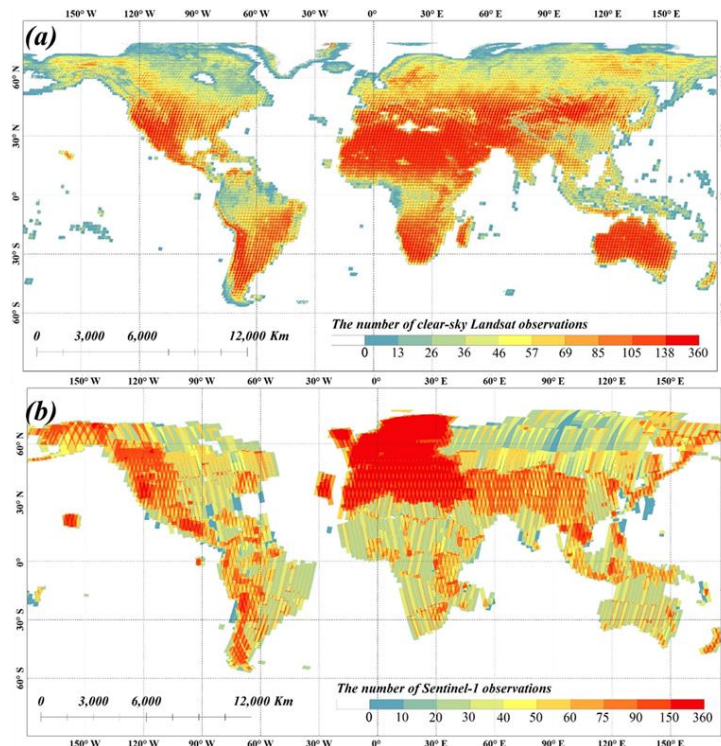 150° W 120° W 90° W 60° W 30° W 0° 30° E 60° E 90° E 120° E 150° E
(a)
60° N
30° N
0°
30° S
60° S
The number of clear-sky Landsat observations
0 3,000 6,000 12,000 Km
0 13 26 36 46 57 69 85 105 138 360
150° W 120° W 90° W 60° W 30° W 0° 30° E 60° E 90° E 120° E 150° E
(b)
60° N
30° N
0°
30° S
60° S
The number of Sentinel-1 observations
0 3,000 6,000 12,000 Km
0 10 20 30 40 50 60 75 90 150 360
150° W 120° W 90° W 60° W 30° W 0° 30° E 60° E 90° E 120° E 150° E